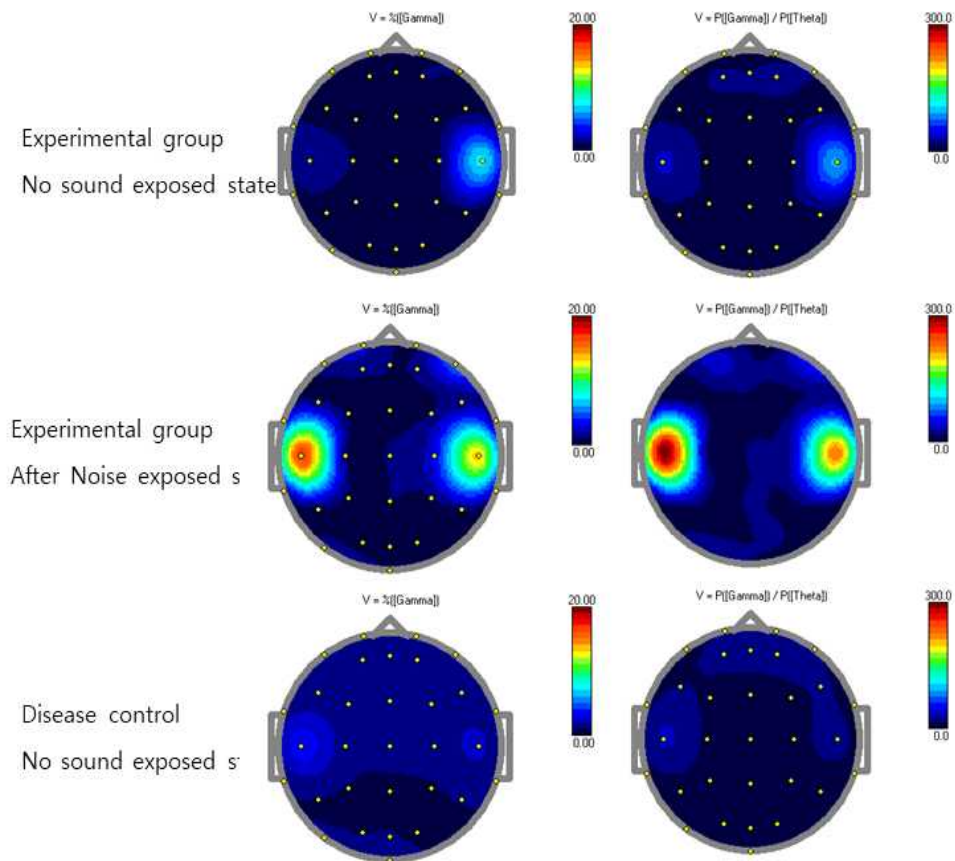 V = %([Gamma])
20.00
0.00
V = P([Gamma]) / P([Theta])
300.0
0.0
Experimental group
No sound exposed state
V = %([Gamma])
20.00
0.00
V = P([Gamma]) / P([Theta])
300.0
0.0
Experimental group
After Noise exposed s
V = %([Gamma])
20.00
0.00
V = P([Gamma]) / P([Theta])
300.0
0.0
Disease control
No sound exposed s